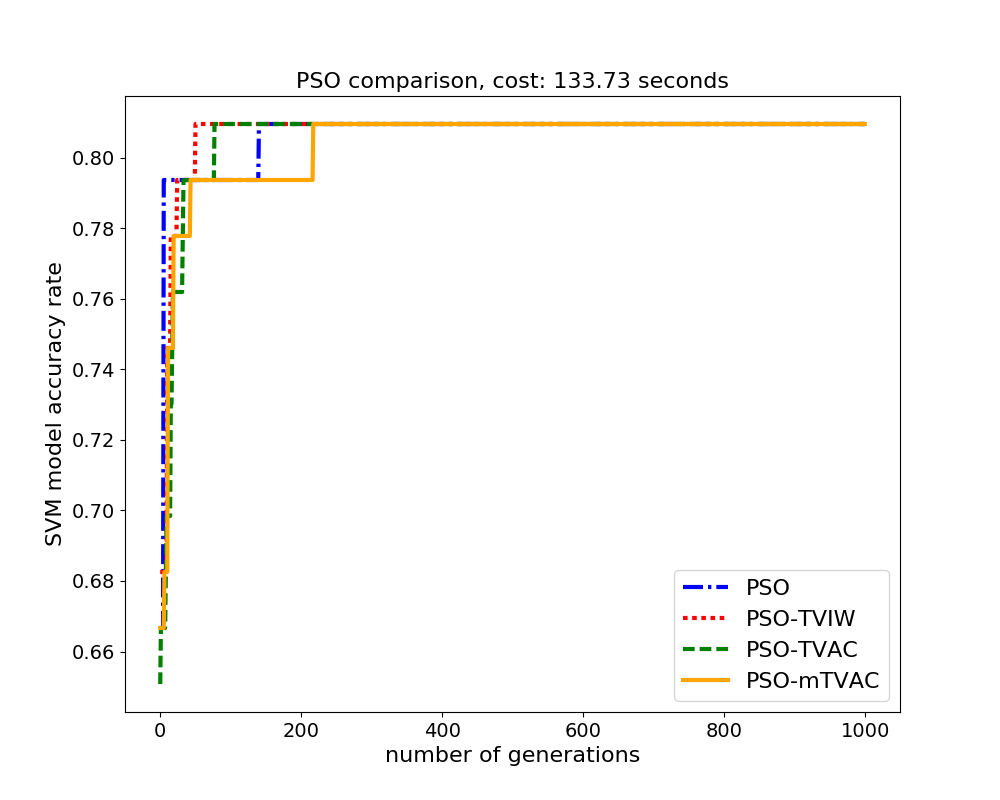 PSO comparison, cost: 133.73 seconds
SVM model accuracy rate
0.80
0.78
0.76
0.74
0.72
0.70
0.68
0.66
0 200 400 600 800 1000
number of generations
PSO
PSO-TVIW
PSO-TVAC
PSO-mTVAC